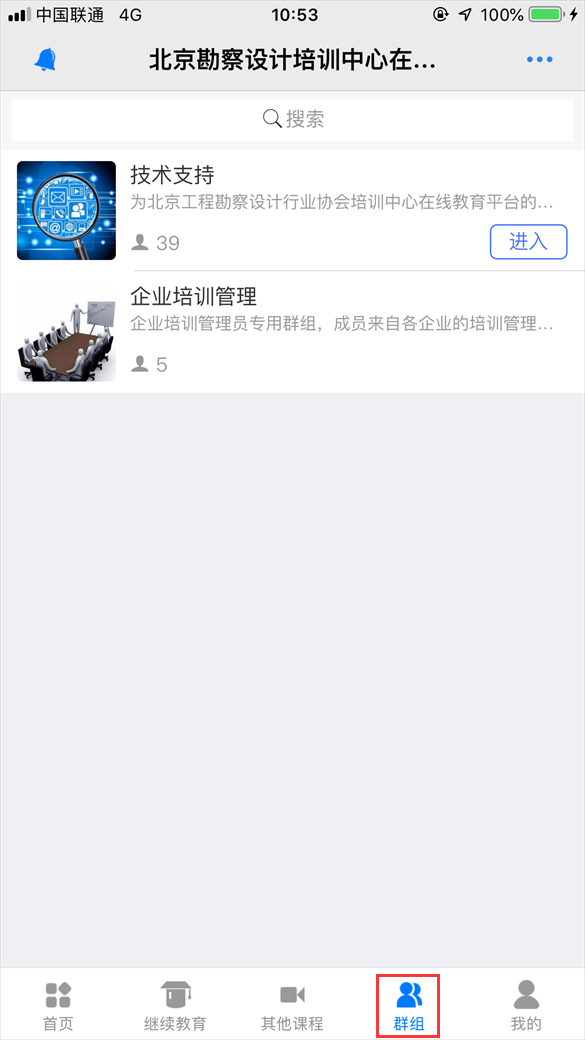 中国联通 4G 10:53 100%
北京勘察设计培训中心在...
搜索
技术支持
为北京工程勘察设计行业协会培训中心在线教育平台的...
39
进入
企业培训管理
企业培训管理员专用群组，成员来自各企业的培训管理...
5
首页 继续教育 其他课程 群组 我的